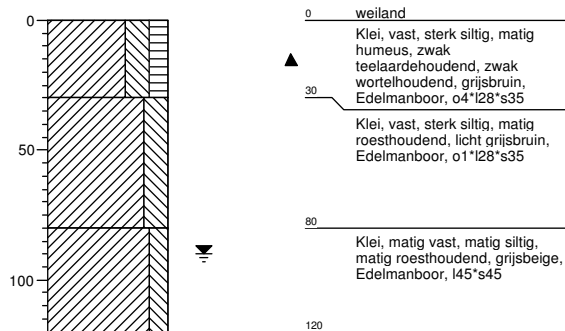 0
50
100
0
weiland
Klei, vast, sterk siltig, matig
humeus, zwak
teelaardehoudend, zwak
wortelhoudend, grijsbruin,
Edelmanboor, o4*l28*s35
30
Klei, vast, sterk siltig, matig
roesthoudend, licht grijsbruin,
Edelmanboor, o1*l28*s35
80
Klei, matig vast, matig siltig,
matig roesthoudend, grijsbeige,
Edelmanboor, l45*s45
120